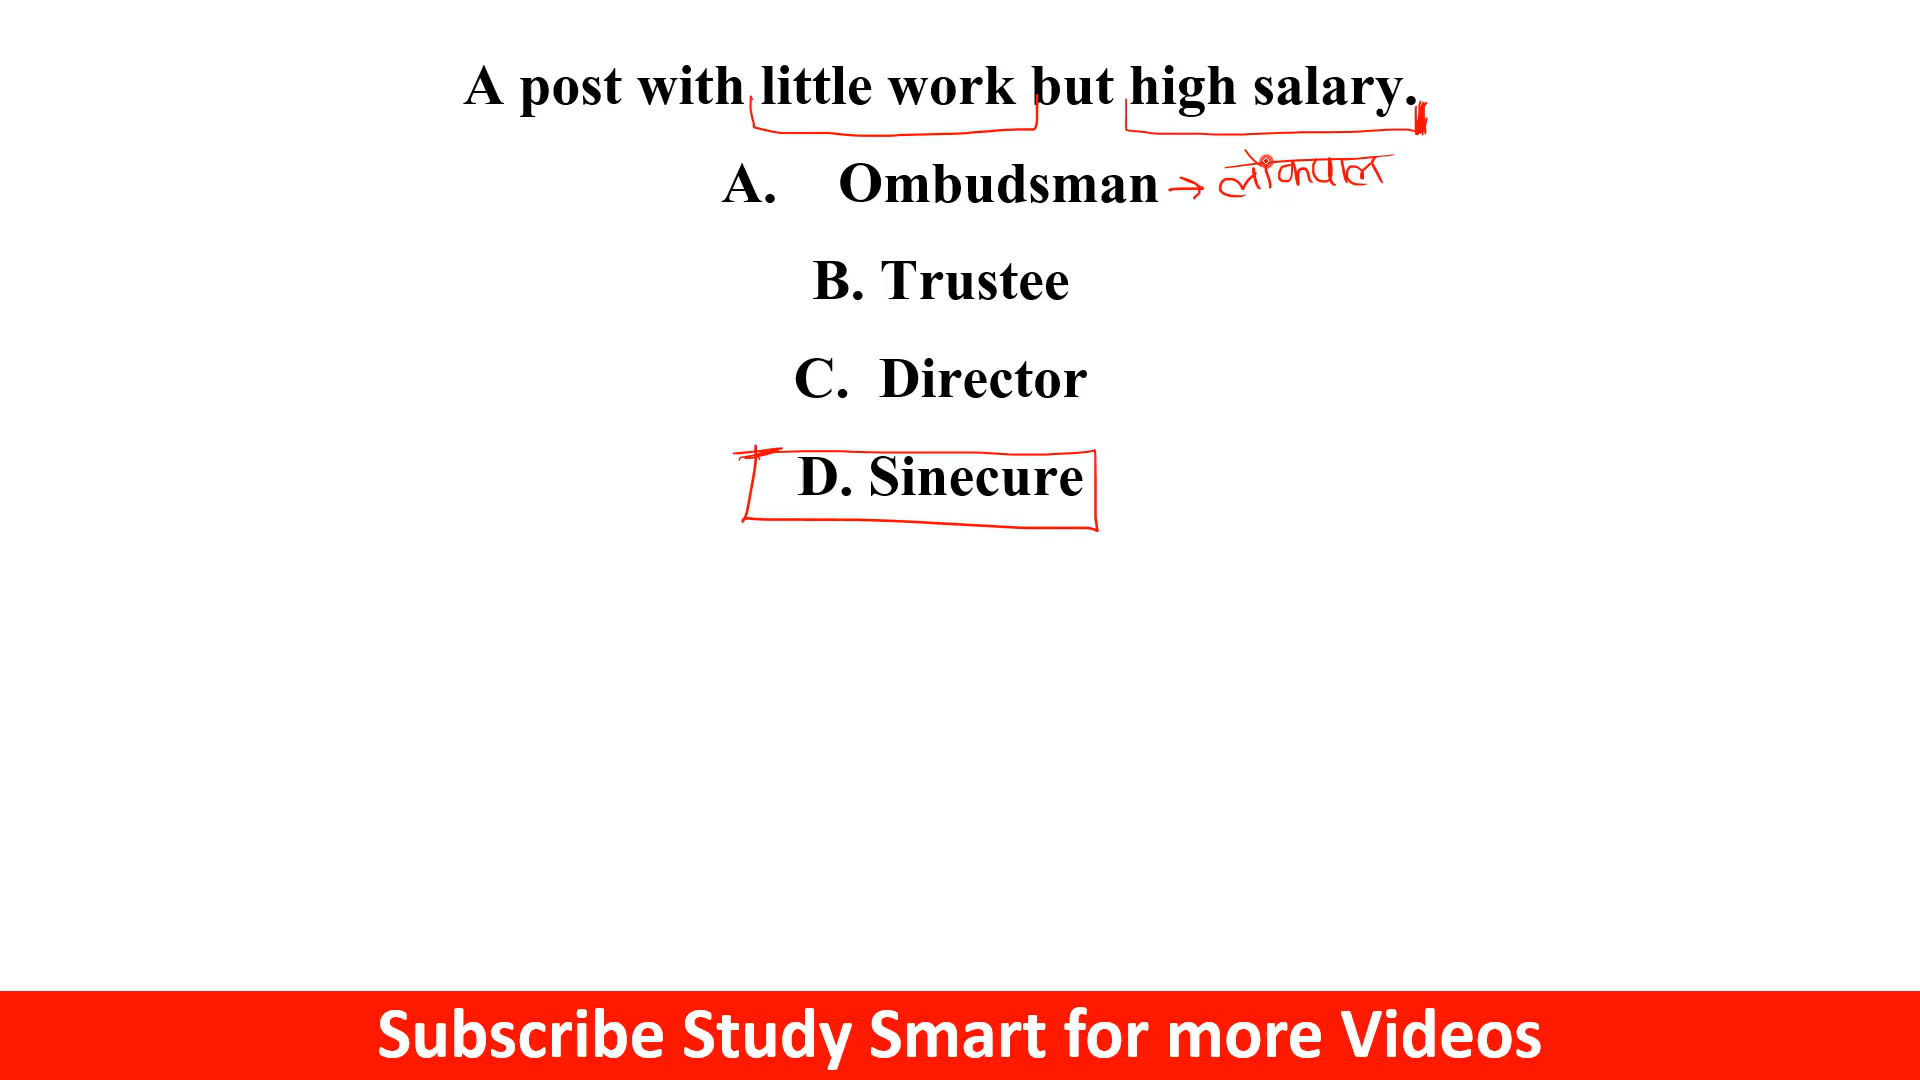 A post with little work but high salary.
A. Ombudsman → लोकपाल
B. Trustee
C. Director
D. Sinecure
Subscribe Study Smart for more Videos